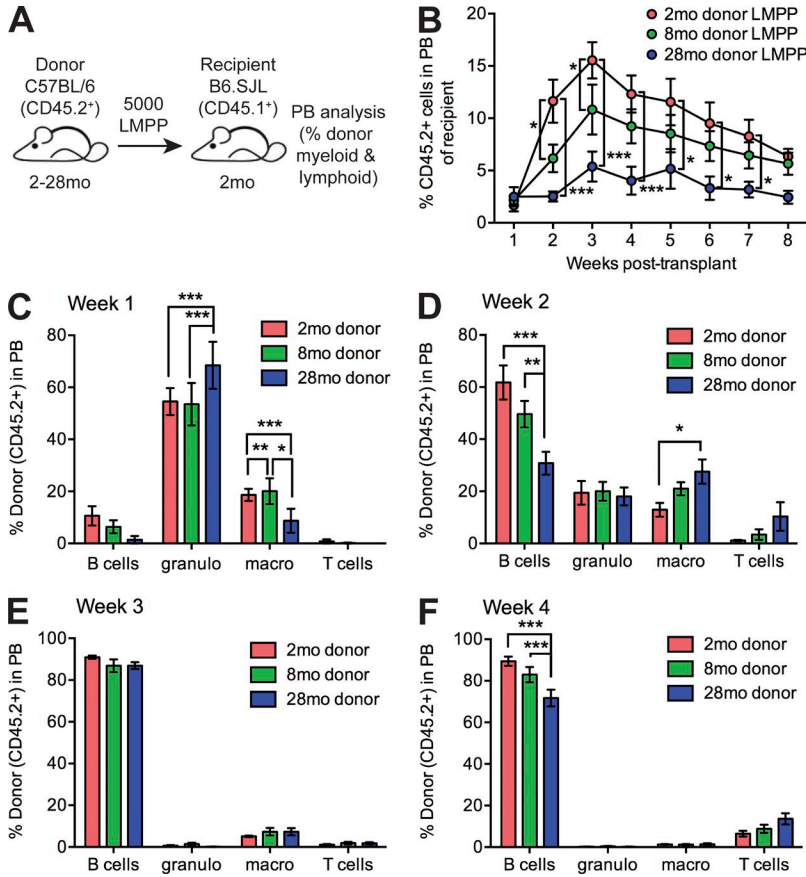 A
Donor
C57BL/6
(CD45.2+)
2-28mo
5000
LMPP
Recipient
B6.SJL
(CD45.1+)
2mo
PB analysis
(% donor
myeloid &
lymphoid)
B
% CD45.2+ cells in PB
of recipient
20
15
10
5
0
2mo donor LMPP
8mo donor LMPP
28mo donor LMPP
*
*
***
***
***
*
*
*
1 2 3 4 5 6 7 8
Weeks post-transplant
C
Week 1
% Donor (CD45.2+) in PB
80
60
40
20
0
***
***
***
**
*
2mo donor
8mo donor
28mo donor
B cells granulo macro T cells
D
Week 2
% Donor (CD45.2+) in PB
80
60
40
20
0
***
**
*
2mo donor
8mo donor
28mo donor
B cells granulo macro T cells
E
Week 3
% Donor (CD45.2+) in PB
100
80
60
40
20
0
2mo donor
8mo donor
28mo donor
B cells granulo macro T cells
F
Week 4
% Donor (CD45.2+) in PB
100
80
60
40
20
0
***
***
2mo donor
8mo donor
28mo donor
B cells granulo macro T cells